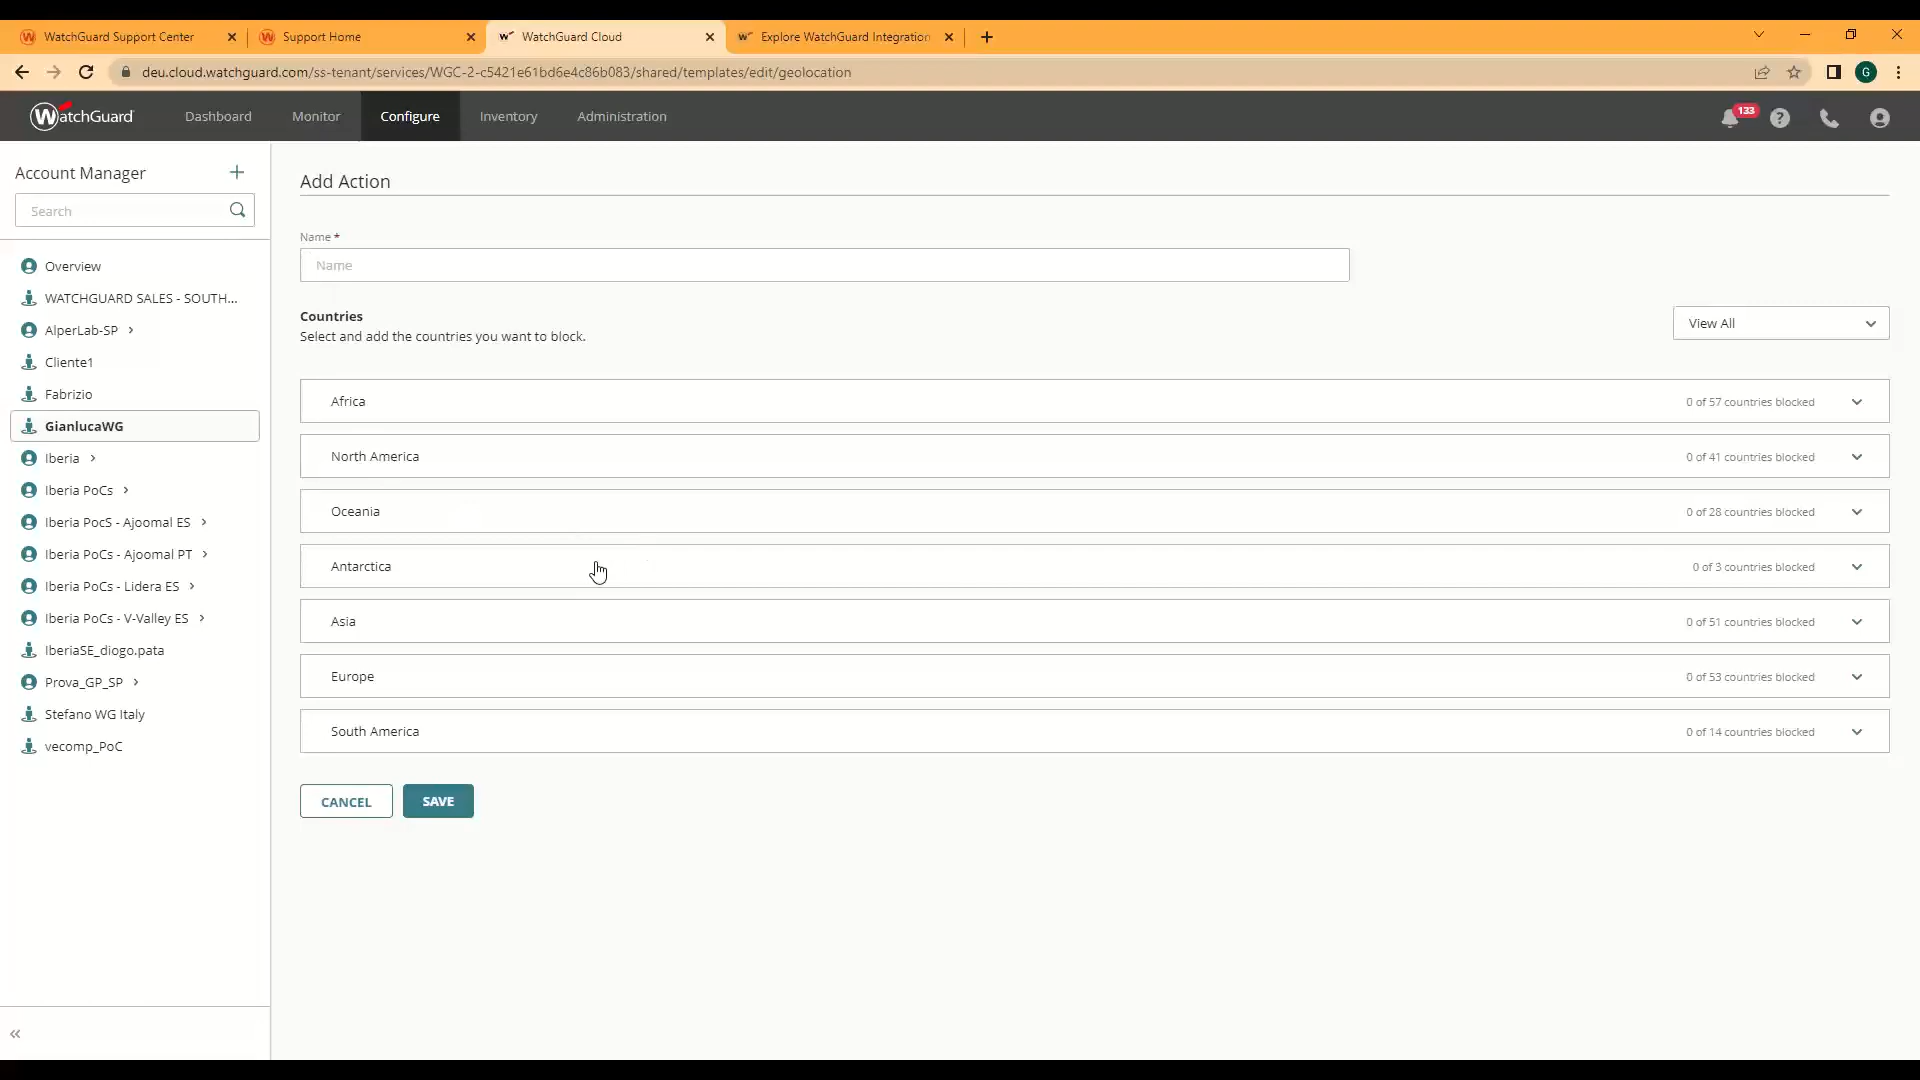 WatchGuard Support Center
Support Home
WatchGuard Cloud
Explore WatchGuard Integration
deu.cloud.watchguard.com/ss-tenant/services/WGC-2-c5421e61bd6e4c86b083/shared/templates/edit/geolocation
G
WatchGuard
Dashboard
Monitor
Configure
Inventory
Administration
133
Account Manager
Search
Overview
WATCHGUARD SALES - SOUTH...
AlperLab-SP
Cliente1
Fabrizio
GianlucaWG
Iberia
Iberia PoCs
Iberia PocS - Ajoomal ES
Iberia PoCs - Ajoomal PT
Iberia PoCs - Lidera ES
Iberia PoCs - V-Valley ES
IberiaSE_diogo.pata
Prova_GP_SP
Stefano WG Italy
vecomp_PoC
Add Action
Name *
Name
Countries
Select and add the countries you want to block.
View All
Africa
0 of 57 countries blocked
North America
0 of 41 countries blocked
Oceania
0 of 28 countries blocked
Antarctica
0 of 3 countries blocked
Asia
0 of 51 countries blocked
Europe
0 of 53 countries blocked
South America
0 of 14 countries blocked
CANCEL
SAVE